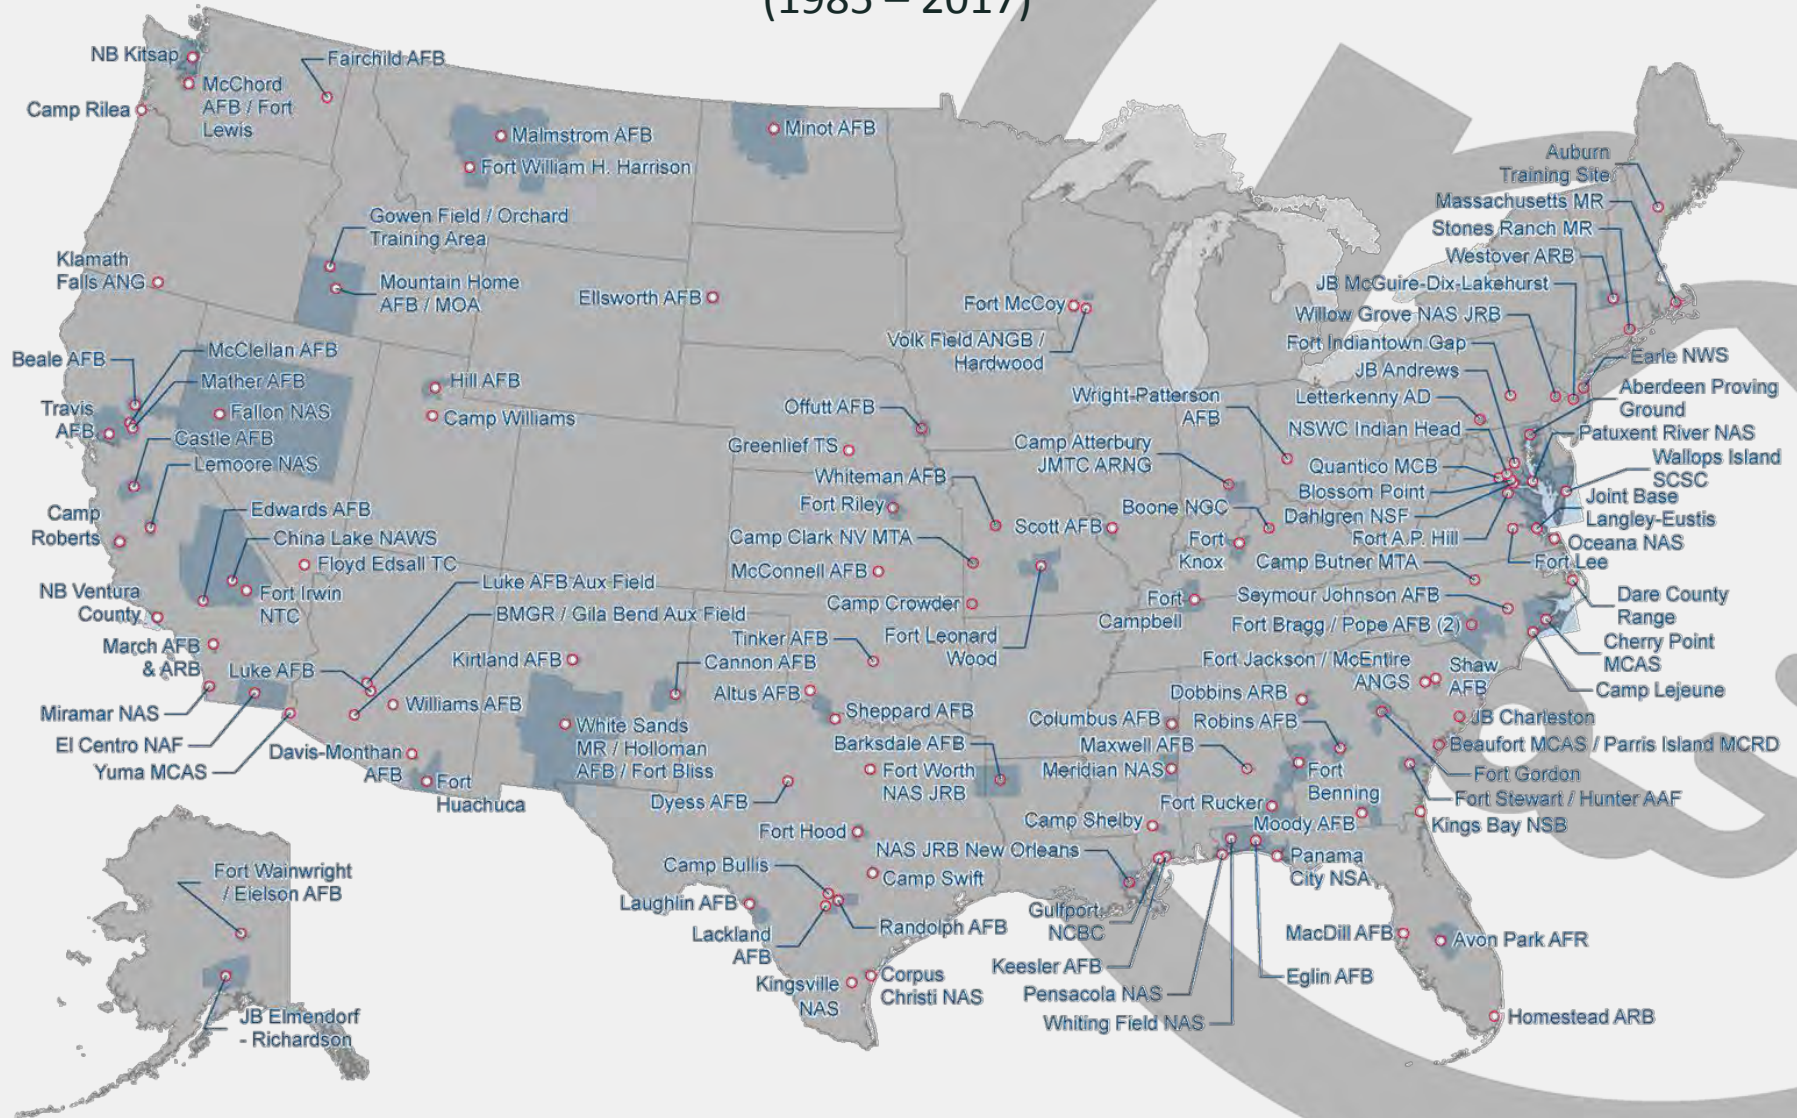 (1985 – 2017)
NB Kitsap
Fairchild AFB
McChord
AFB / Fort
Lewis
Camp Rilea
Malmstrom AFB
Minot AFB
Fort William H. Harrison
Auburn
Training Site
Massachusetts MR
Gowen Field / Orchard
Training Area
Stones Ranch MR
Westover ARB
Klamath
Falls ANG
Mountain Home
AFB / MOA
JB McGuire-Dix-Lakehurst
Ellsworth AFB
Fort McCoy
Willow Grove NAS JRB
Volk Field ANGB /
Hardwood
Fort Indiantown Gap
Earle NWS
Beale AFB
McClellan AFB
JB Andrews
Mather AFB
Hill AFB
Aberdeen Proving
Ground
Wright-Patterson
AFB
Letterkenny AD
Travis
AFB
Fallon NAS
Camp Williams
Offutt AFB
NSWC Indian Head
Patuxent River NAS
Castle AFB
Greenlief TS
Camp Atterbury
JMTC ARNG
Wallops Island
SCSC
Lemoore NAS
Whiteman AFB
Quantico MCB
Blossom Point
Joint Base
Langley-Eustis
Camp
Roberts
Edwards AFB
Fort Riley
Boone NGC
Dahlgren NSF
China Lake NAWS
Camp Clark NV MTA
Scott AFB
Fort
Knox
Fort A.P. Hill
Oceana NAS
Floyd Edsall TC
McConnell AFB
Camp Butner MTA
Fort Lee
NB Ventura
County
Fort Irwin
NTC
Luke AFB Aux Field
Camp Crowder
Fort
Campbell
Seymour Johnson AFB
Dare County
Range
BMGR / Gila Bend Aux Field
Fort Bragg / Pope AFB (2)
Tinker AFB
Fort Leonard
Wood
Cherry Point
MCAS
March AFB
& ARB
Luke AFB
Kirtland AFB
Cannon AFB
Fort Jackson / McEntire
ANGS
Shaw
AFB
Altus AFB
Dobbins ARB
Camp Lejeune
Miramar NAS
Williams AFB
Sheppard AFB
Columbus AFB
Robins AFB
JB Charleston
El Centro NAF
White Sands
MR / Holloman
AFB / Fort Bliss
Barksdale AFB
Maxwell AFB
Beaufort MCAS / Parris Island MCRD
Yuma MCAS
Davis-Monthan
AFB
Fort Worth
NAS JRB
Meridian NAS
Fort
Benning
Fort Gordon
Fort
Huachuca
Dyess AFB
Fort Rucker
Fort Stewart / Hunter AAF
Fort Hood
Camp Shelby
Moody AFB
Kings Bay NSB
NAS JRB New Orleans
Camp Bullis
Camp Swift
Panama
City NSA
Fort Wainwright
/ Eielson AFB
Laughlin AFB
Randolph AFB
Gulfport
NCBC
Lackland
AFB
MacDill AFB
Avon Park AFR
Keesler AFB
Eglin AFB
Kingsville
NAS
Corpus
Christi NAS
Pensacola NAS
JB Elmendorf
- Richardson
Whiting Field NAS
Homestead ARB